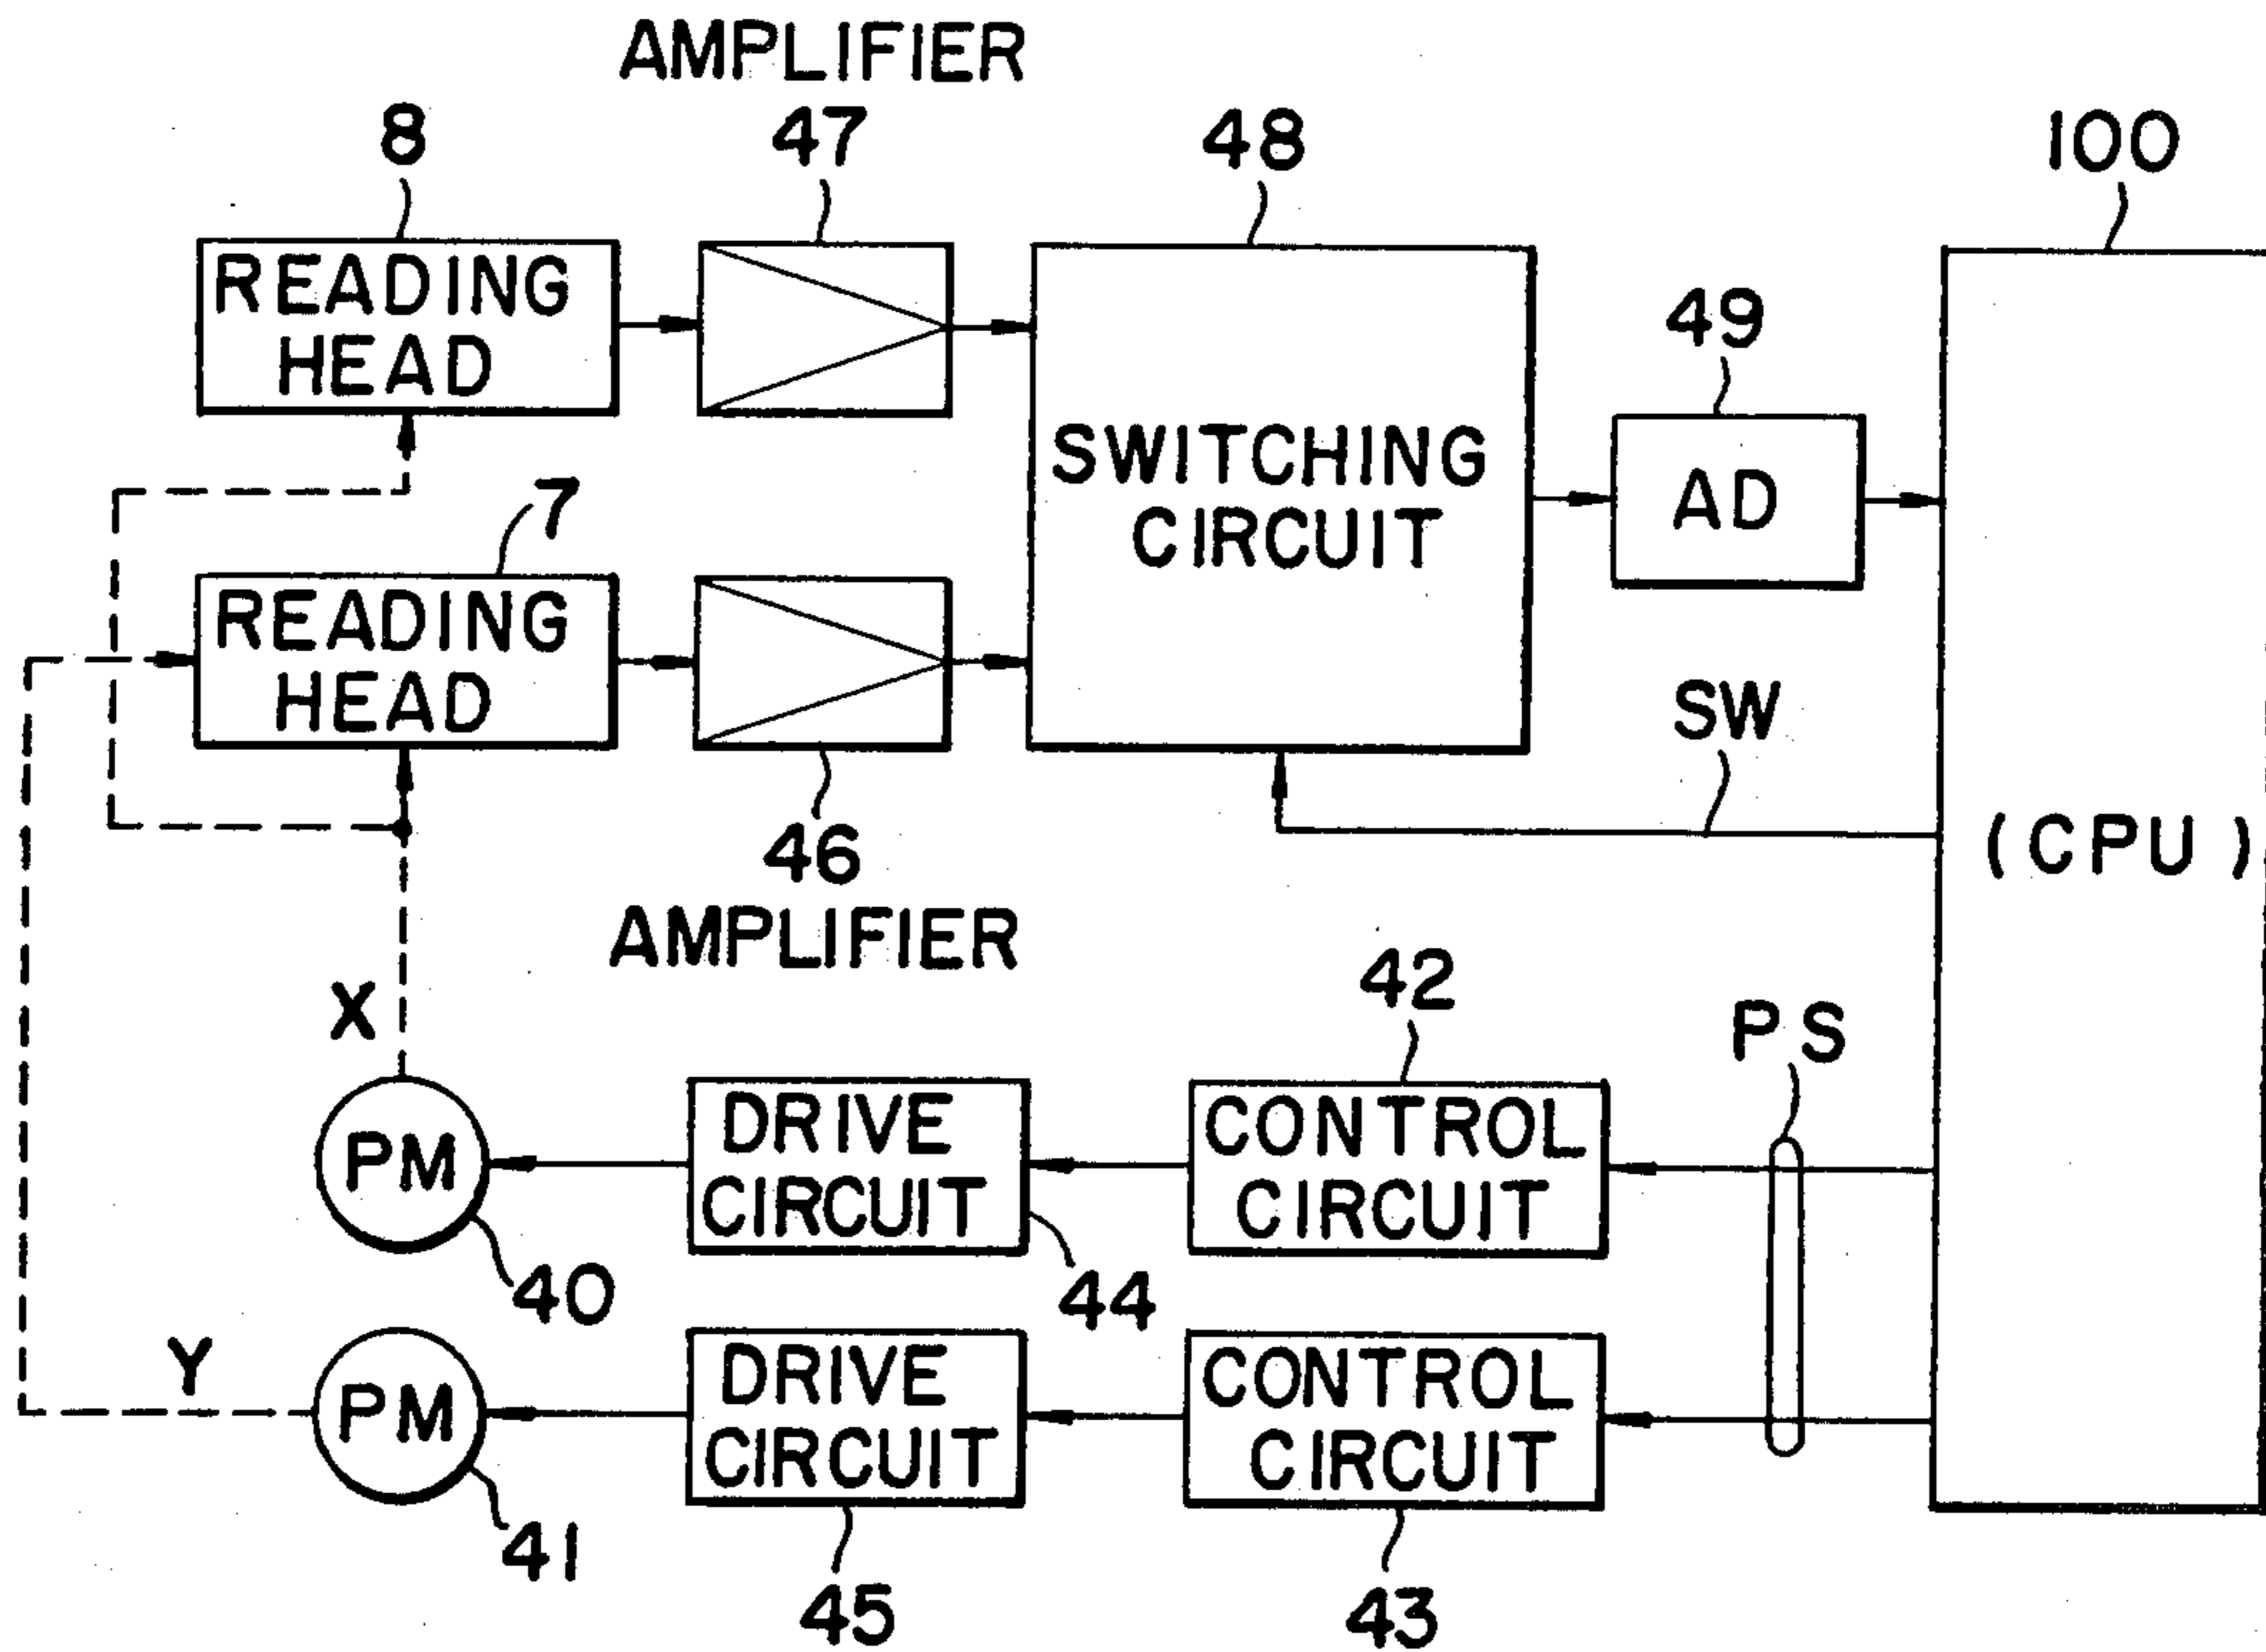 AMPLIFIER
8
47
48
100
READING
HEAD
49
SWITCHING
CIRCUIT
AD
7
READING
HEAD
SW
46
AMPLIFIER
(CPU)
42
PS
X
PM
DRIVE
CIRCUIT
CONTROL
CIRCUIT
40
44
Y
PM
DRIVE
CIRCUIT
CONTROL
CIRCUIT
41
45
43